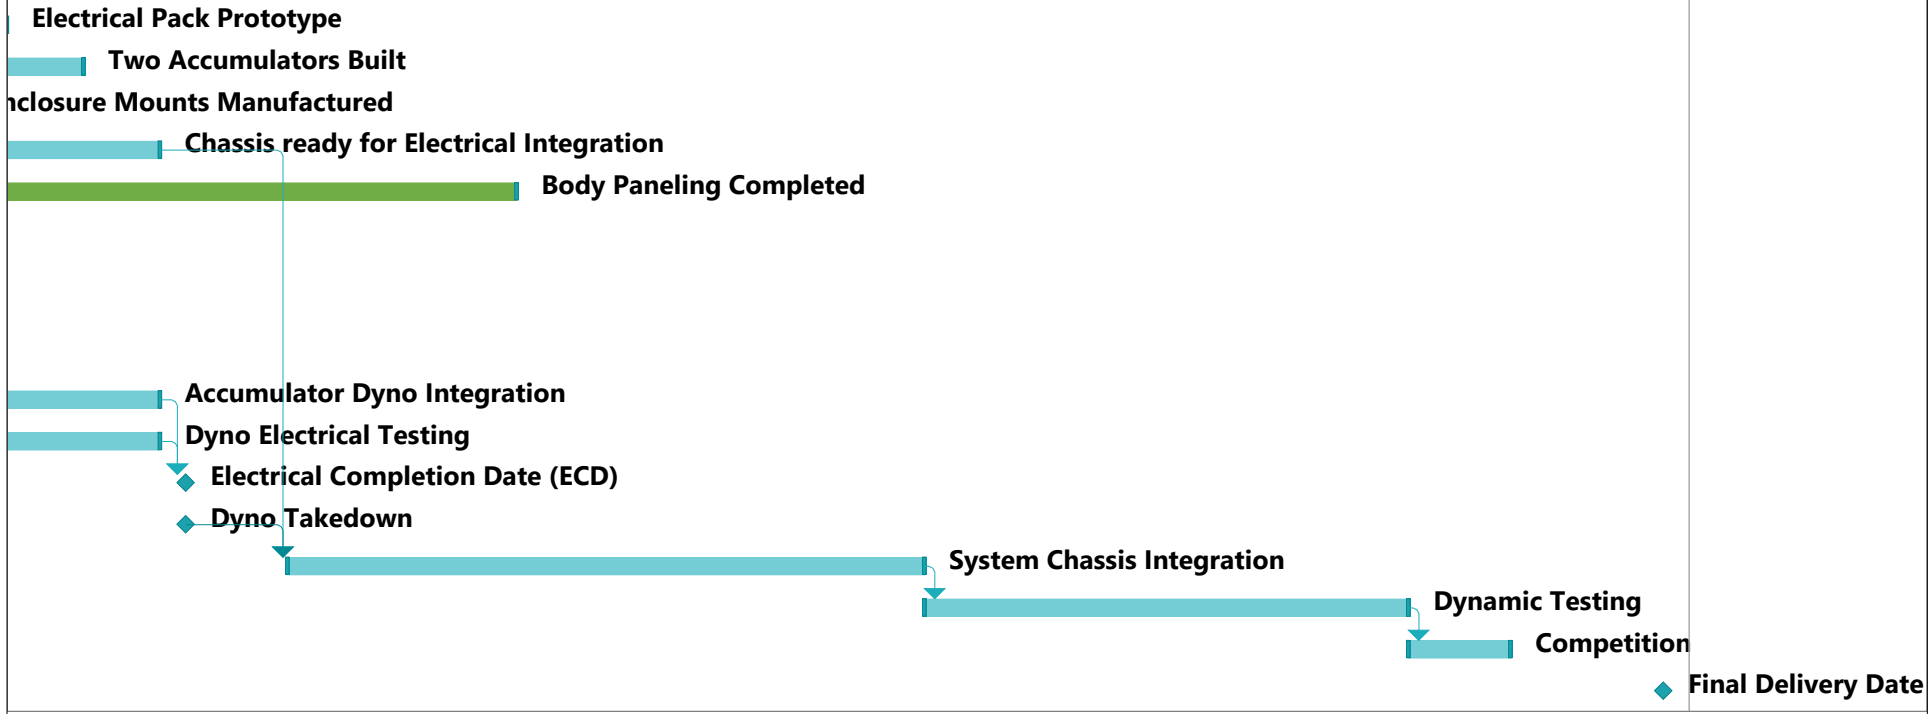 Electrical Pack Prototype
Two Accumulators Built
nclosure Mounts Manufactured
Chassis ready for Electrical Integration
Body Paneling Completed
Accumulator Dyno Integration
Dyno Electrical Testing
Electrical Completion Date (ECD)
Dyno Takedown
System Chassis Integration
Dynamic Testing
Competition
Final Delivery Date